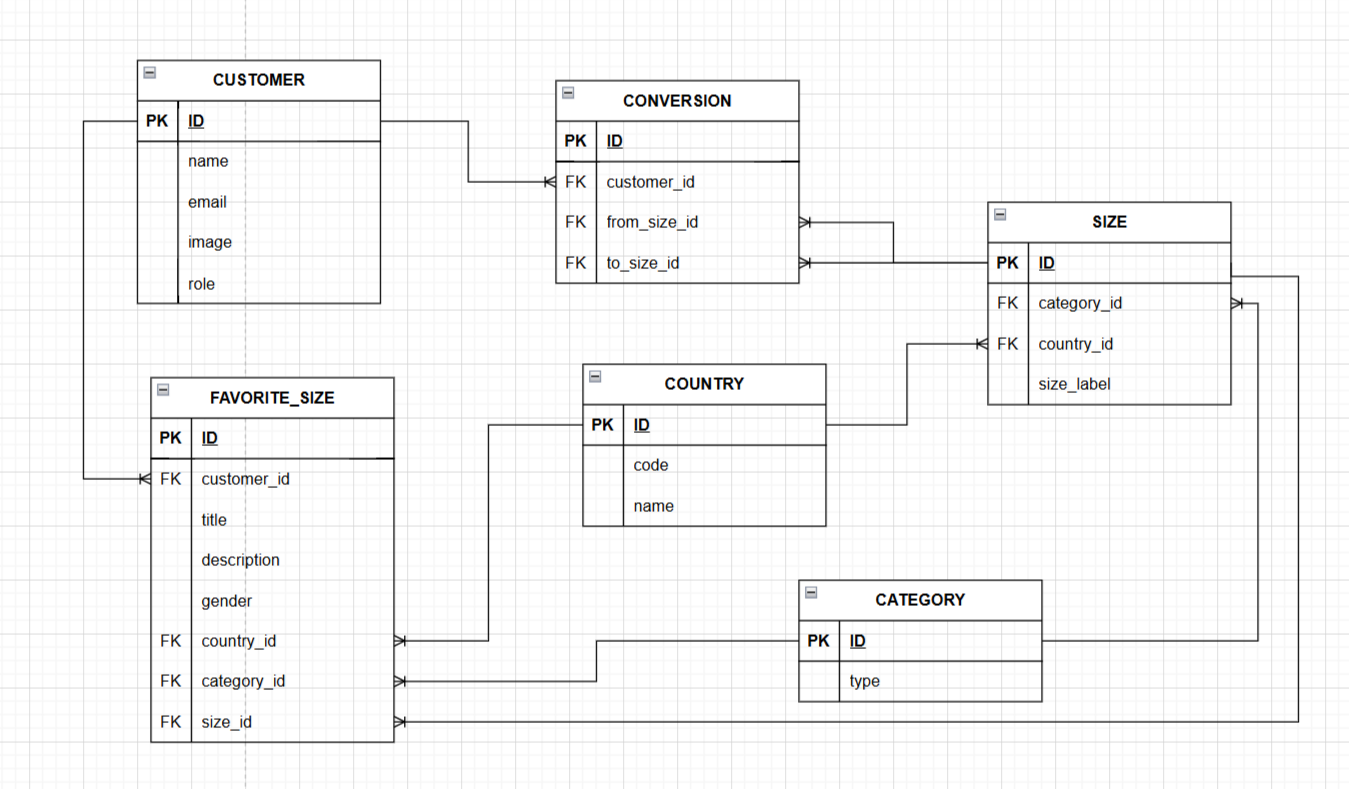 CUSTOMER
PK ID
name
email
image
role
CONVERSION
PK ID
FK customer_id
FK from_size_id
FK to_size_id
SIZE
PK ID
FK category_id
FK country_id
size_label
FAVORITE_SIZE
PK ID
FK customer_id
title
description
gender
FK country_id
FK category_id
FK size_id
COUNTRY
PK ID
code
name
CATEGORY
PK ID
type